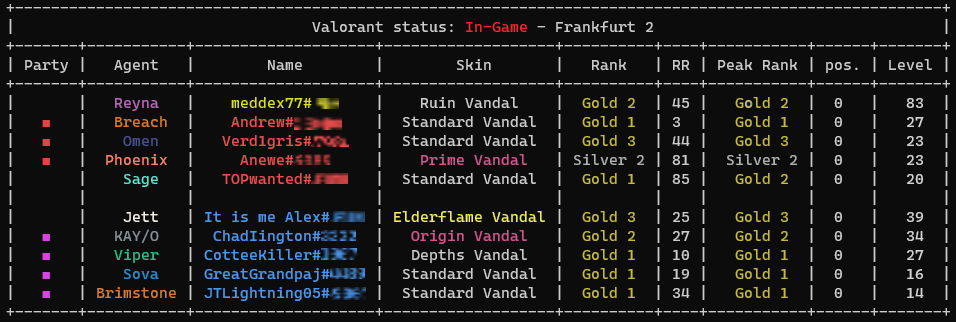 Valorant status: In-Game - Frankfurt 2
Party | Agent | Name | Skin | Rank | RR | Peak Rank | pos. | Level
Reyna | meddex77# | Ruin Vandal | Gold 2 | 45 | Gold 2 | 0 | 83
■ | Breach | Andrew# | Standard Vandal | Gold 1 | 3 | Gold 1 | 0 | 27
■ | Omen | Verd1gris# | Standard Vandal | Gold 3 | 44 | Gold 3 | 0 | 23
■ | Phoenix | Anewe# | Prime Vandal | Silver 2 | 81 | Silver 2 | 0 | 23
Sage | TOPwanted# | Standard Vandal | Gold 1 | 85 | Gold 2 | 0 | 20
Jett | It is me Alex# | Elderflame Vandal | Gold 3 | 25 | Gold 3 | 0 | 39
■ | KAY/O | ChadIington# | Origin Vandal | Gold 2 | 27 | Gold 2 | 0 | 34
■ | Viper | CotteeKiller# | Depths Vandal | Gold 1 | 10 | Gold 1 | 0 | 27
■ | Sova | GreatGrandpaj# | Standard Vandal | Gold 1 | 19 | Gold 1 | 0 | 16
■ | Brimstone | JTLightning05# | Standard Vandal | Gold 1 | 34 | Gold 1 | 0 | 14